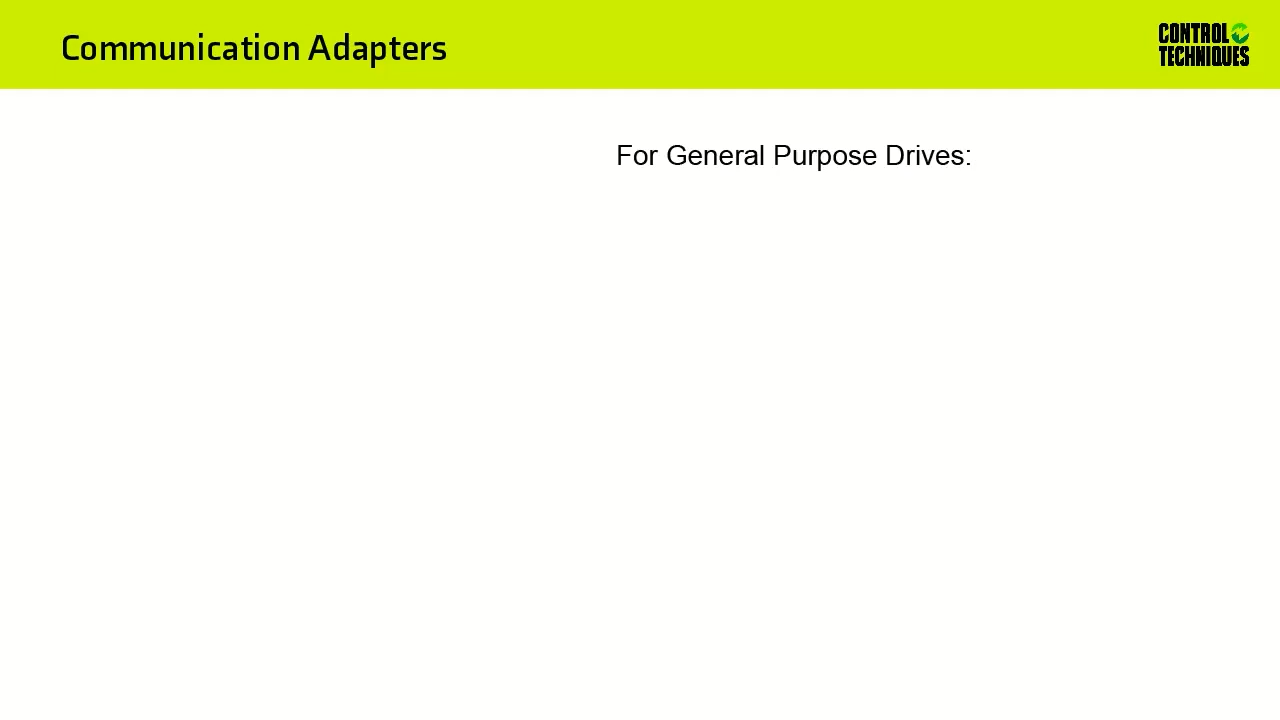 Communication Adapters
CONTROL
TECHNIQUES
For General Purpose Drives: